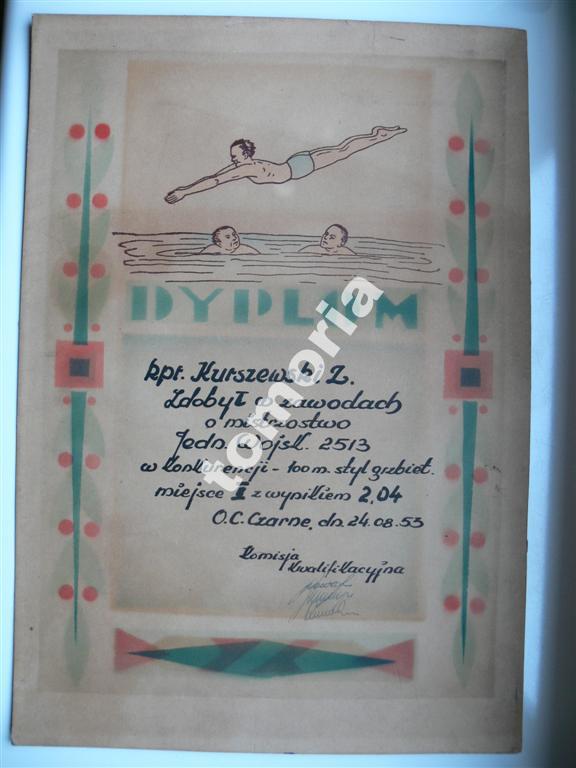 DYPLOM
kpr. Kurszewski Z.
Zdobył w zawodach
o mistrzostwo
Jedn. Wojsk. 2513
w konkurencji - 100 m. styl grzbiet.
miejsce II z wynikiem 2,04
O.C. Czarne, dn. 24.08.53
Komisja
Kwalifikacyjna
tomoria